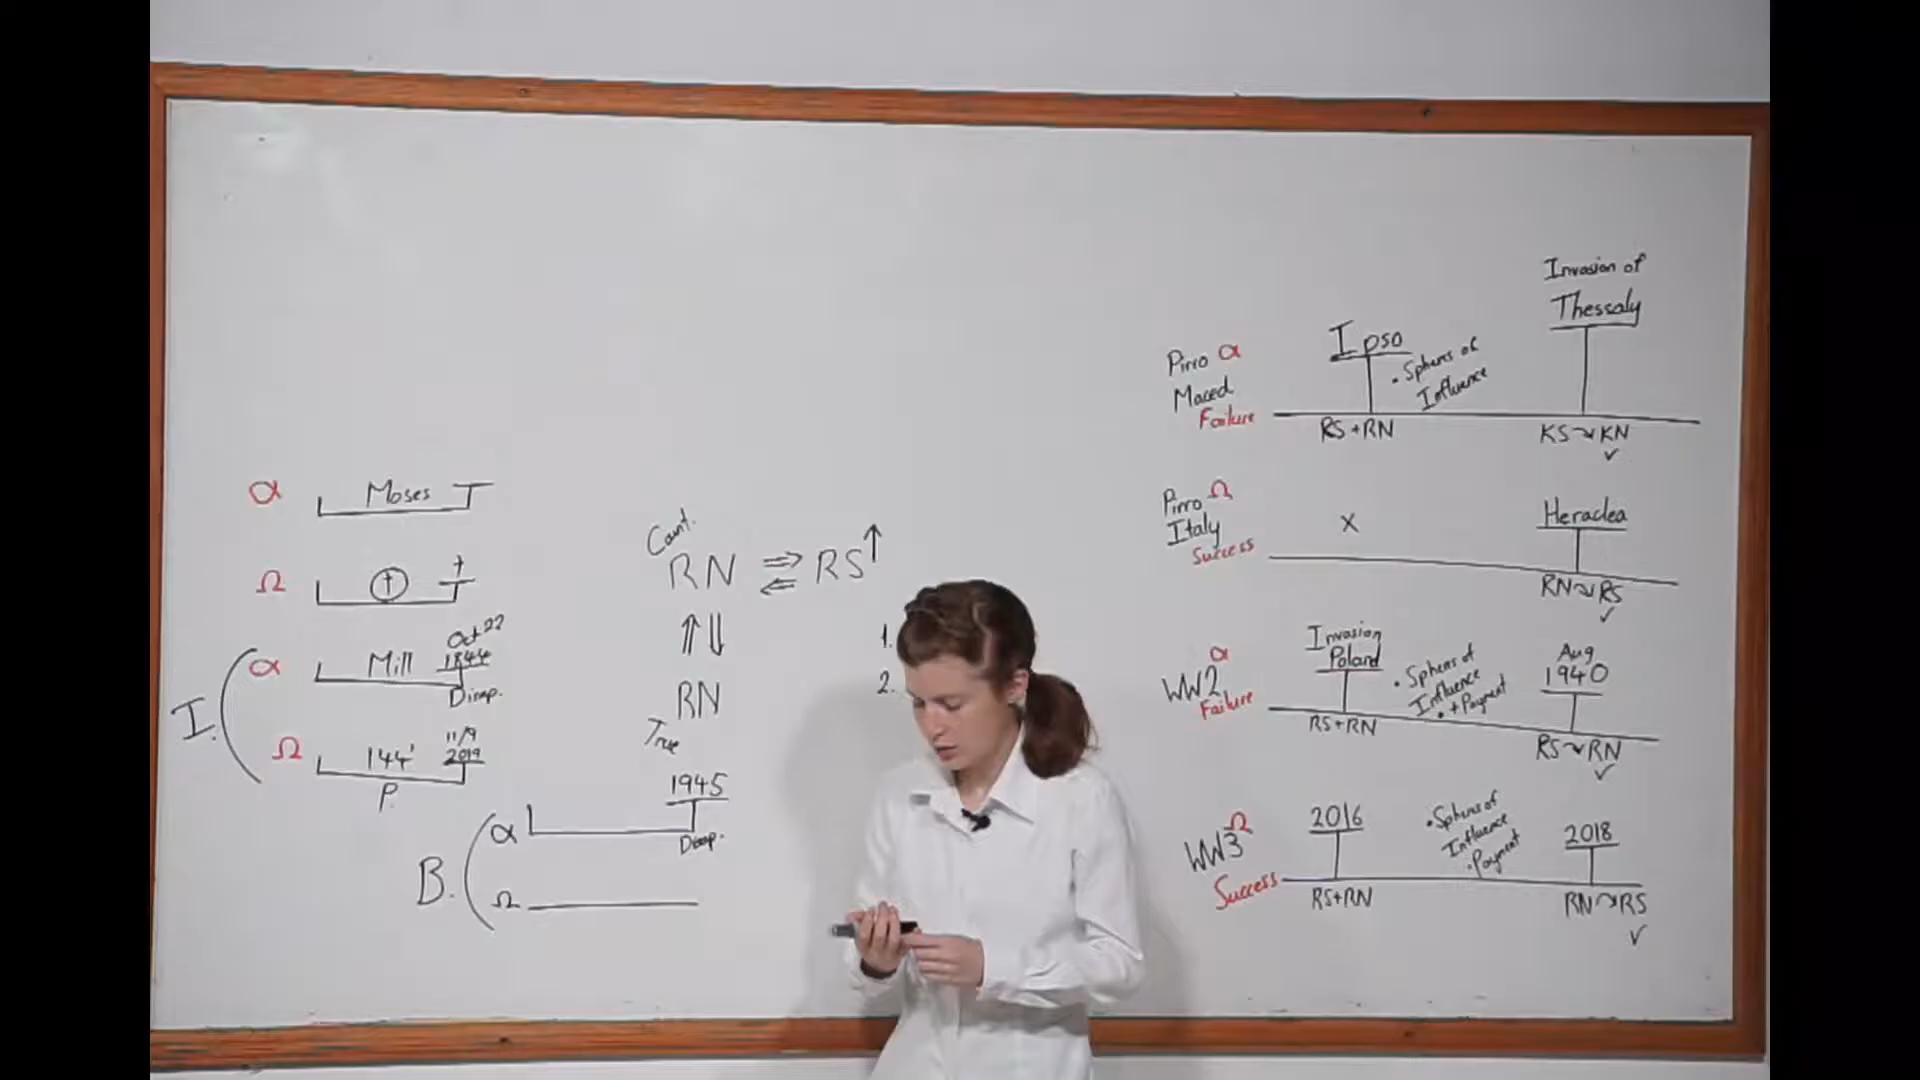 α Moses
Ω
I.
α Mill Oct 22 1844
Disap.
Ω 144' 11/9 2019
P.
Count.
RN ⇌ RS ↑
⇑⇓
RN
True
1.
2.
B.
α 1945
Disap.
Ω
Pirro α
Maced
Failure
Ipso
• Spheres of
Influence
Invasion of
Thessaly
RS+RN
KS↝KN
✓
Pirro Ω
Italy
Success
X
Heraclea
RN↝RS
✓
α
WW2
Failure
Invasion
Poland
• Spheres of
Influence
• + Payment
Aug
1940
RS+RN
RS↝RN
✓
Ω
WW3
Success
2016
• Spheres of
Influence
• Payment
2018
RS+RN
RN↝RS
✓